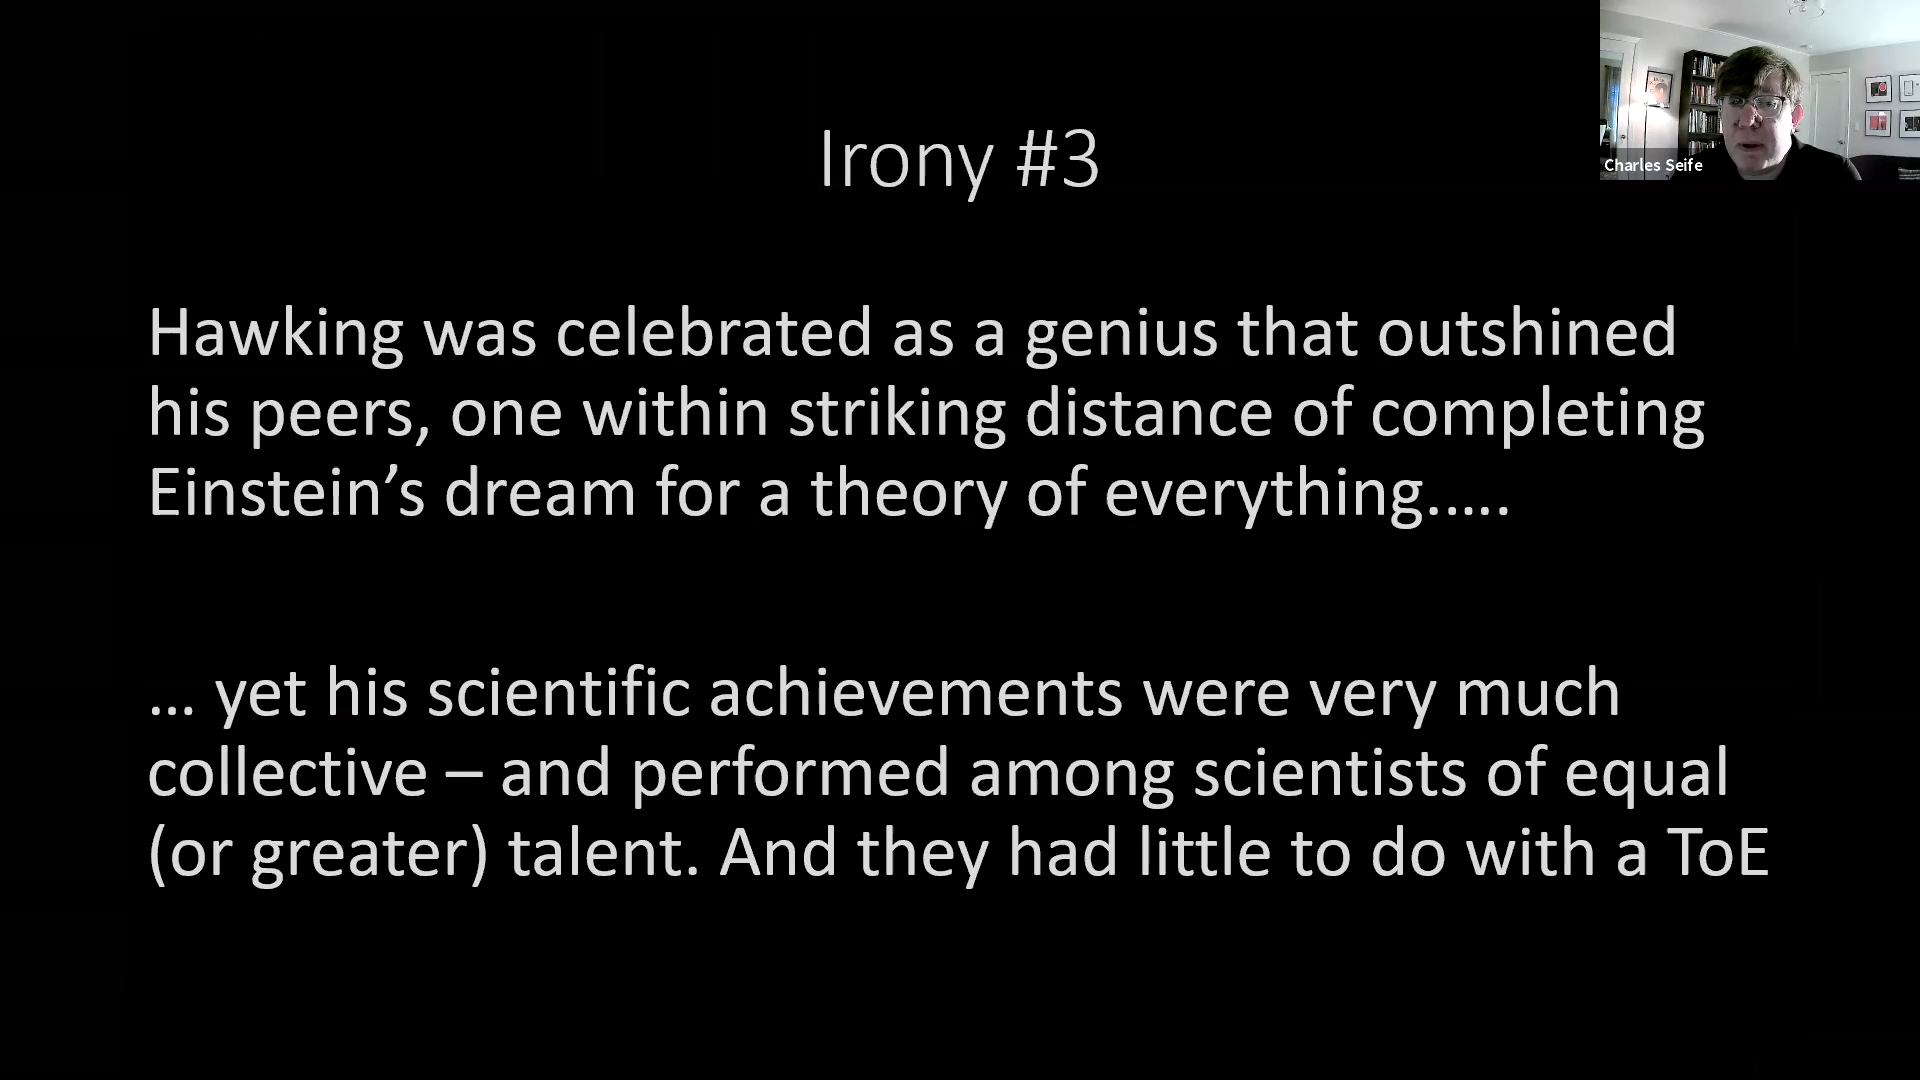 Irony #3
Charles Seife
Hawking was celebrated as a genius that outshined
his peers, one within striking distance of completing
Einstein’s dream for a theory of everything.….
… yet his scientific achievements were very much
collective – and performed among scientists of equal
(or greater) talent. And they had little to do with a ToE